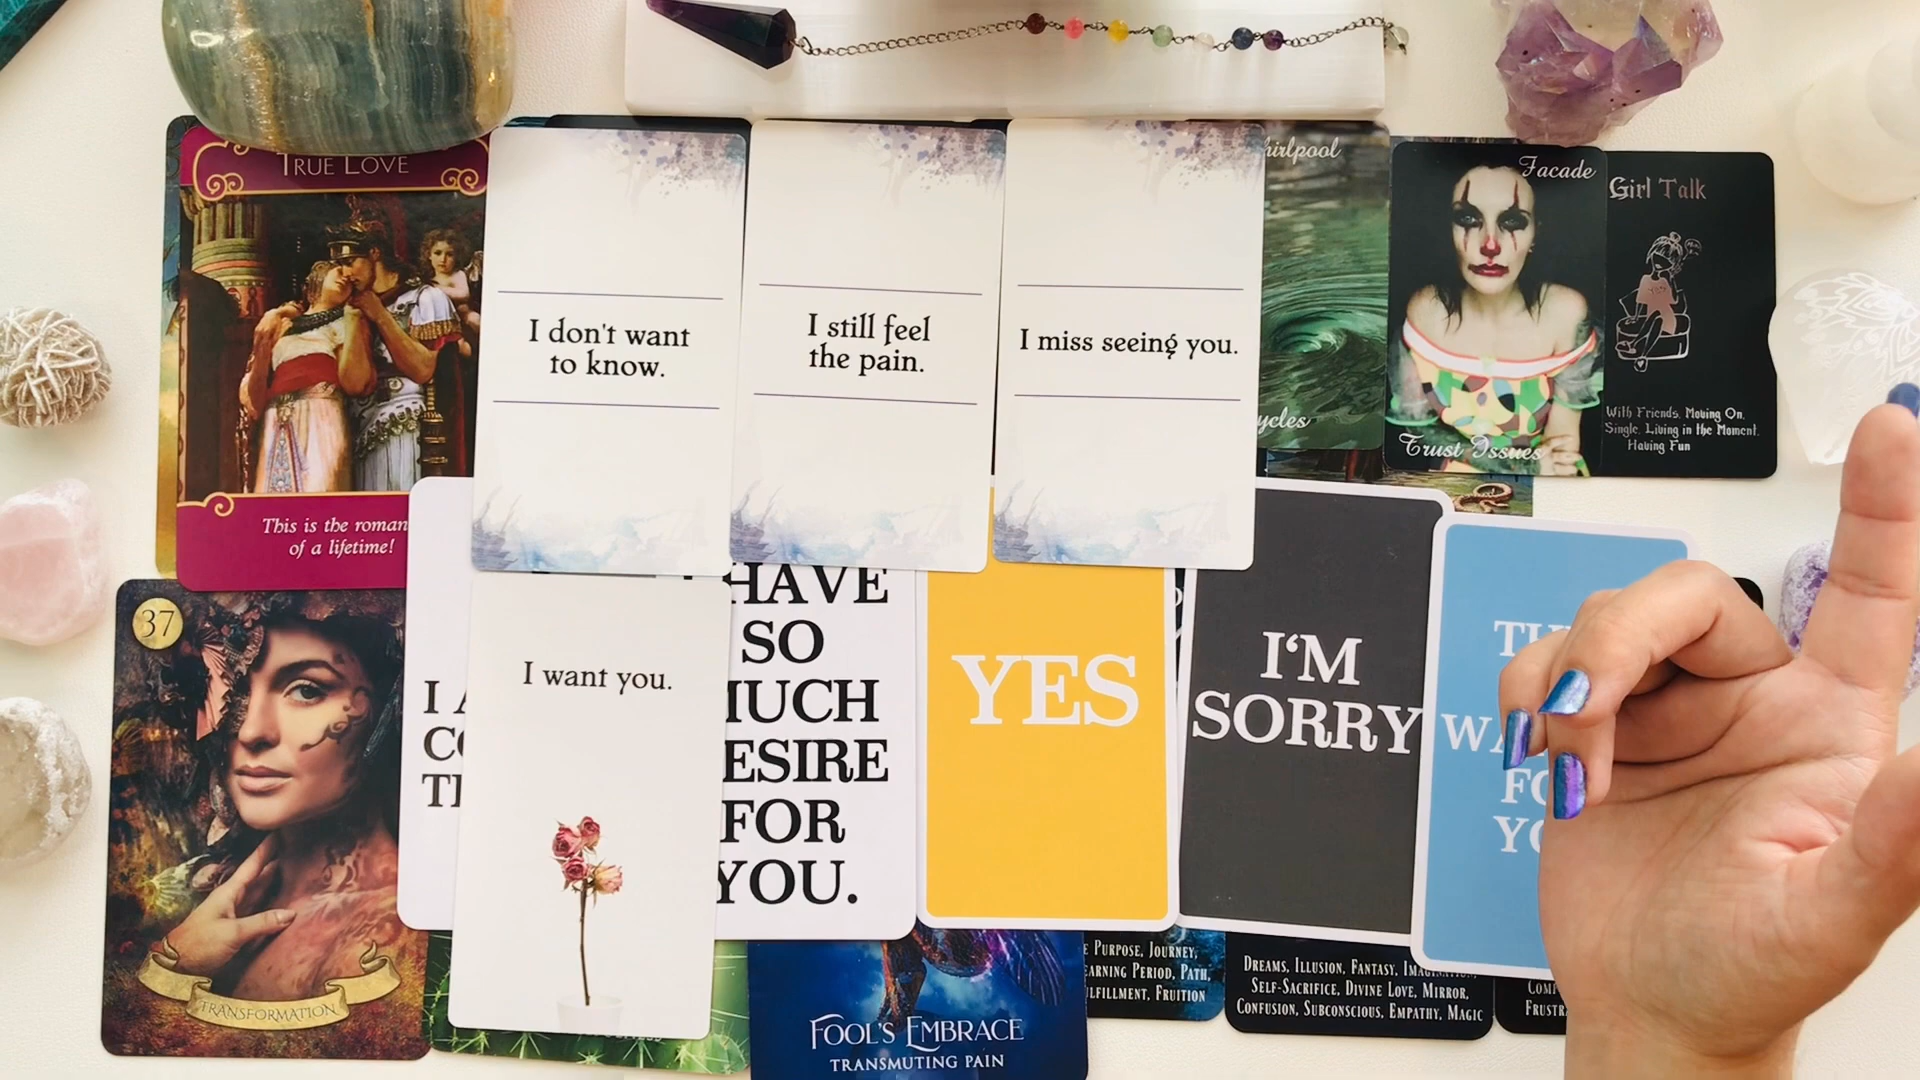 TRUE LOVE
This is the roman
of a lifetime!
I don't want
to know.
I still feel
the pain.
I miss seeing you.
hirlpool
ycles
Facade
Trust Issues
Girl Talk
With Friends, Moving On,
Single, Living in the Moment,
Having Fun
37
TRANSFORMATION
I want you.
HAVE
SO
UCH
ESIRE
FOR
YOU.
YES
I'M
SORRY
FOOL'S EMBRACE
TRANSMUTING PAIN
E PURPOSE, JOURNEY,
EARNING PERIOD, PATH,
LFILLMENT, FRUITION
DREAMS, ILLUSION, FANTASY, IMAGINATION,
SELF-SACRIFICE, DIVINE LOVE, MIRROR,
CONFUSION, SUBCONSCIOUS, EMPATHY, MAGIC